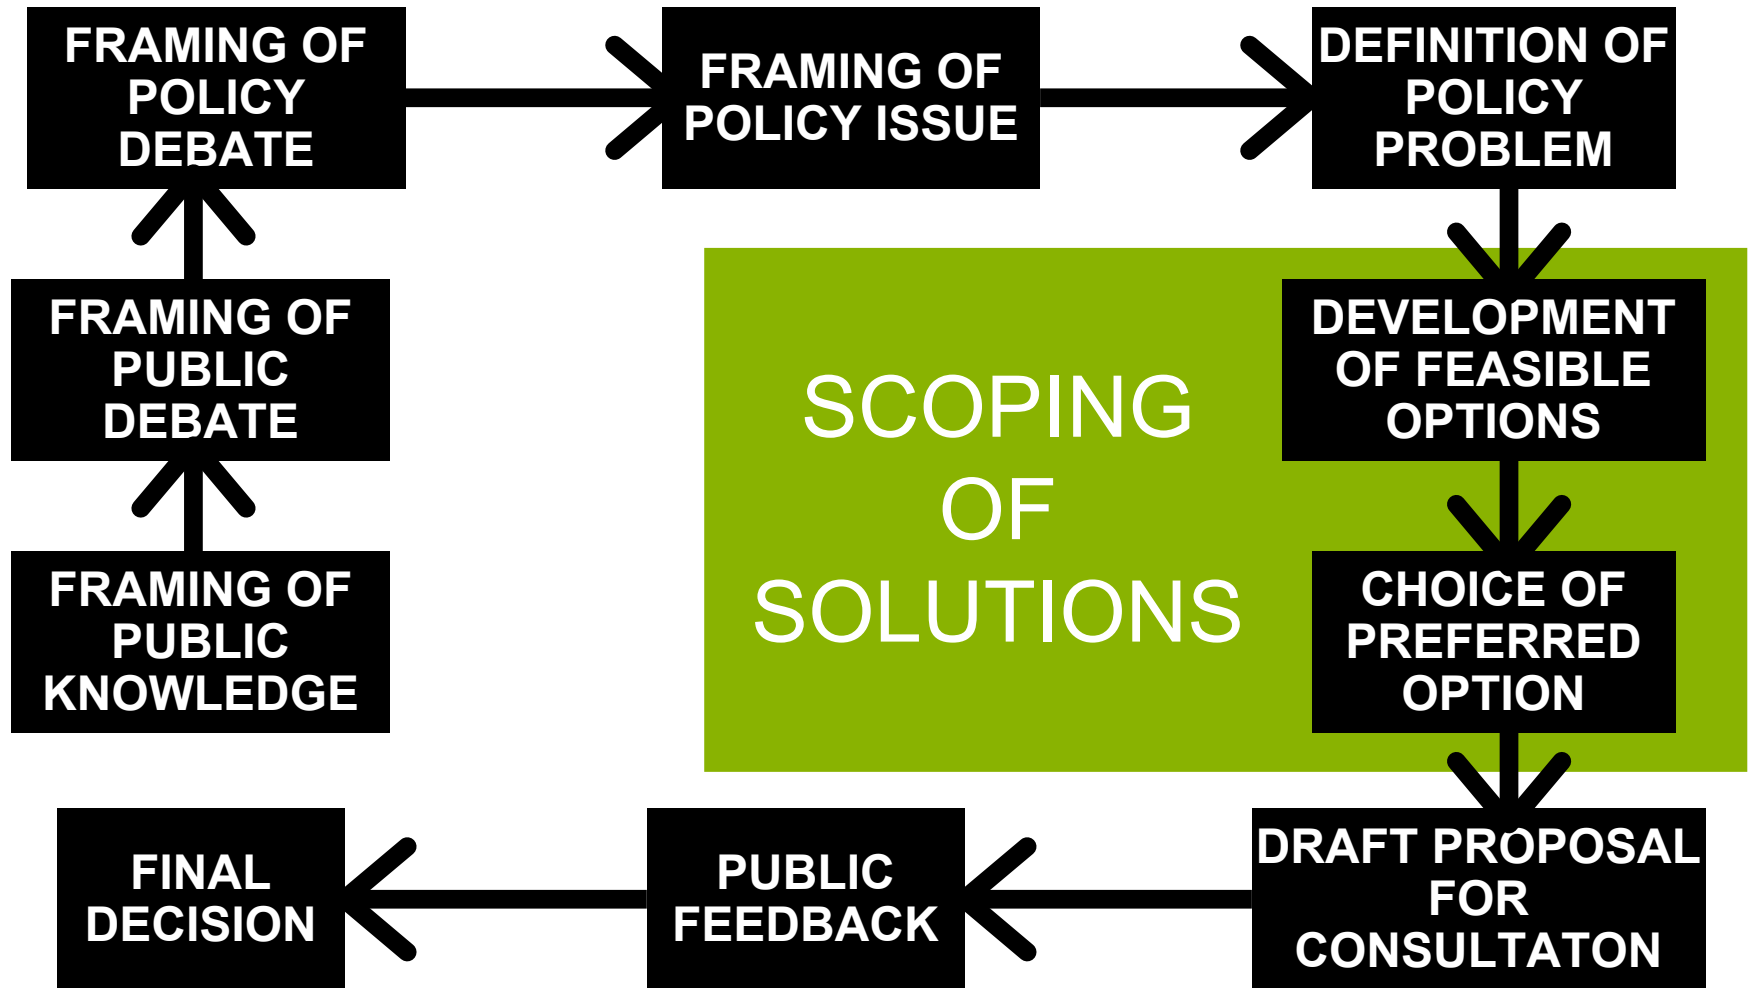 FRAMING OF
POLICY
DEBATE
FRAMING OF
POLICY ISSUE
DEFINITION OF
POLICY
PROBLEM
FRAMING OF
PUBLIC
DEBATE
SCOPING
OF
SOLUTIONS
DEVELOPMENT
OF FEASIBLE
OPTIONS
FRAMING OF
PUBLIC
KNOWLEDGE
CHOICE OF
PREFERRED
OPTION
FINAL
DECISION
PUBLIC
FEEDBACK
DRAFT PROPOSAL
FOR
CONSULTATON